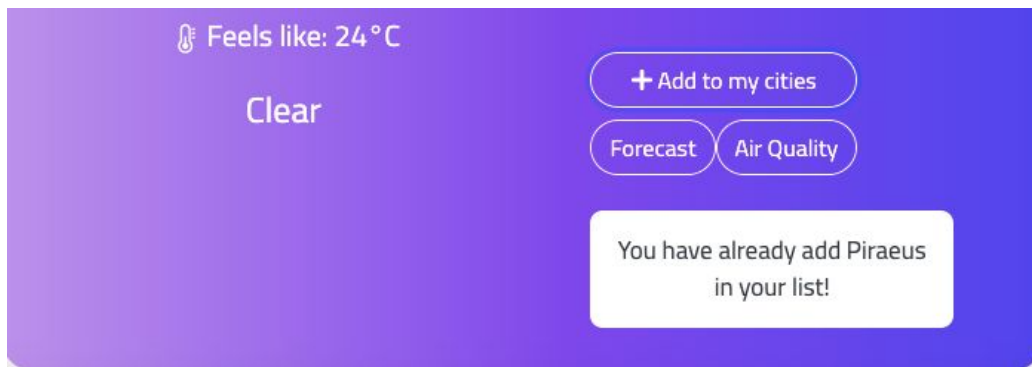 Feels like: 24°C
Clear
+ Add to my cities
Forecast
Air Quality
You have already add Piraeus
in your list!